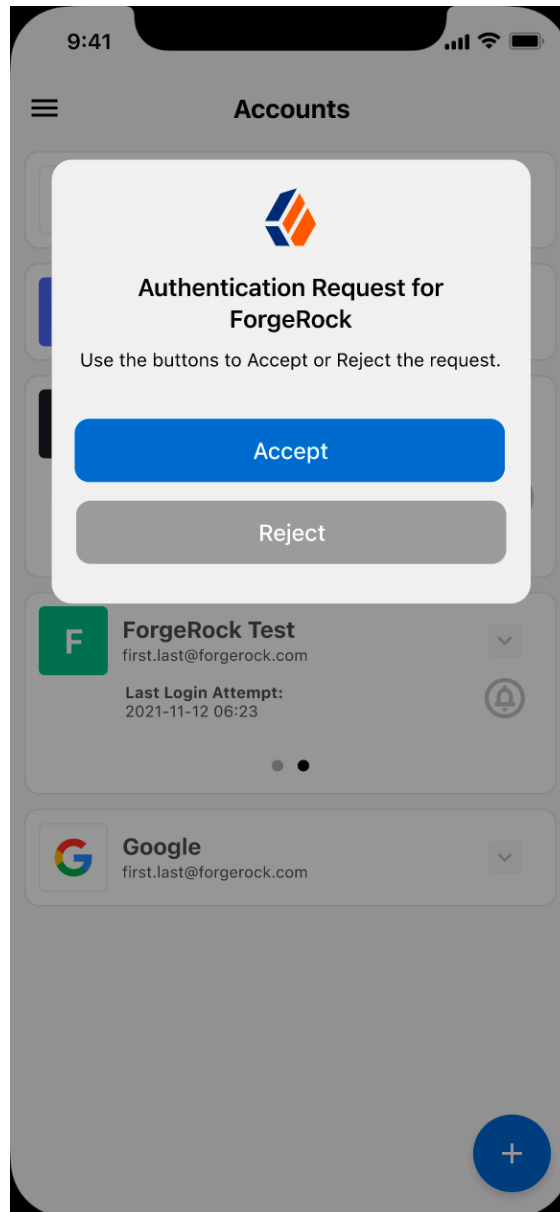 9:41
Accounts
Authentication Request for
ForgeRock
Use the buttons to Accept or Reject the request.
Accept
Reject
F
ForgeRock Test
first.last@forgerock.com
Last Login Attempt:
2021-11-12 06:23
G
Google
first.last@forgerock.com
+